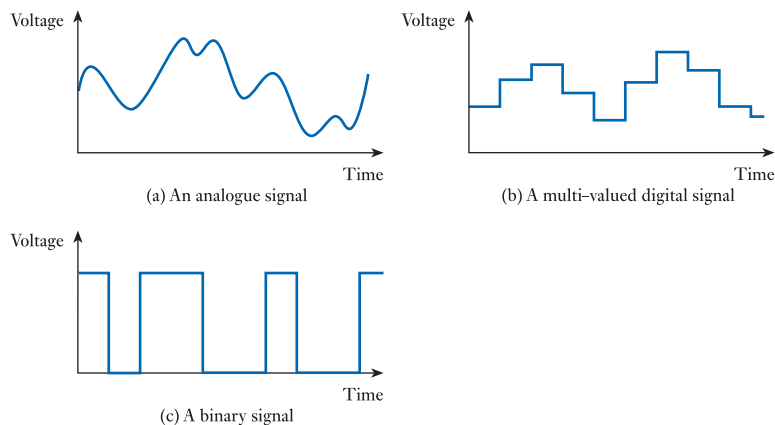 Voltage
Time
(a) An analogue signal
Voltage
Time
(b) A multi-valued digital signal
Voltage
Time
(c) A binary signal